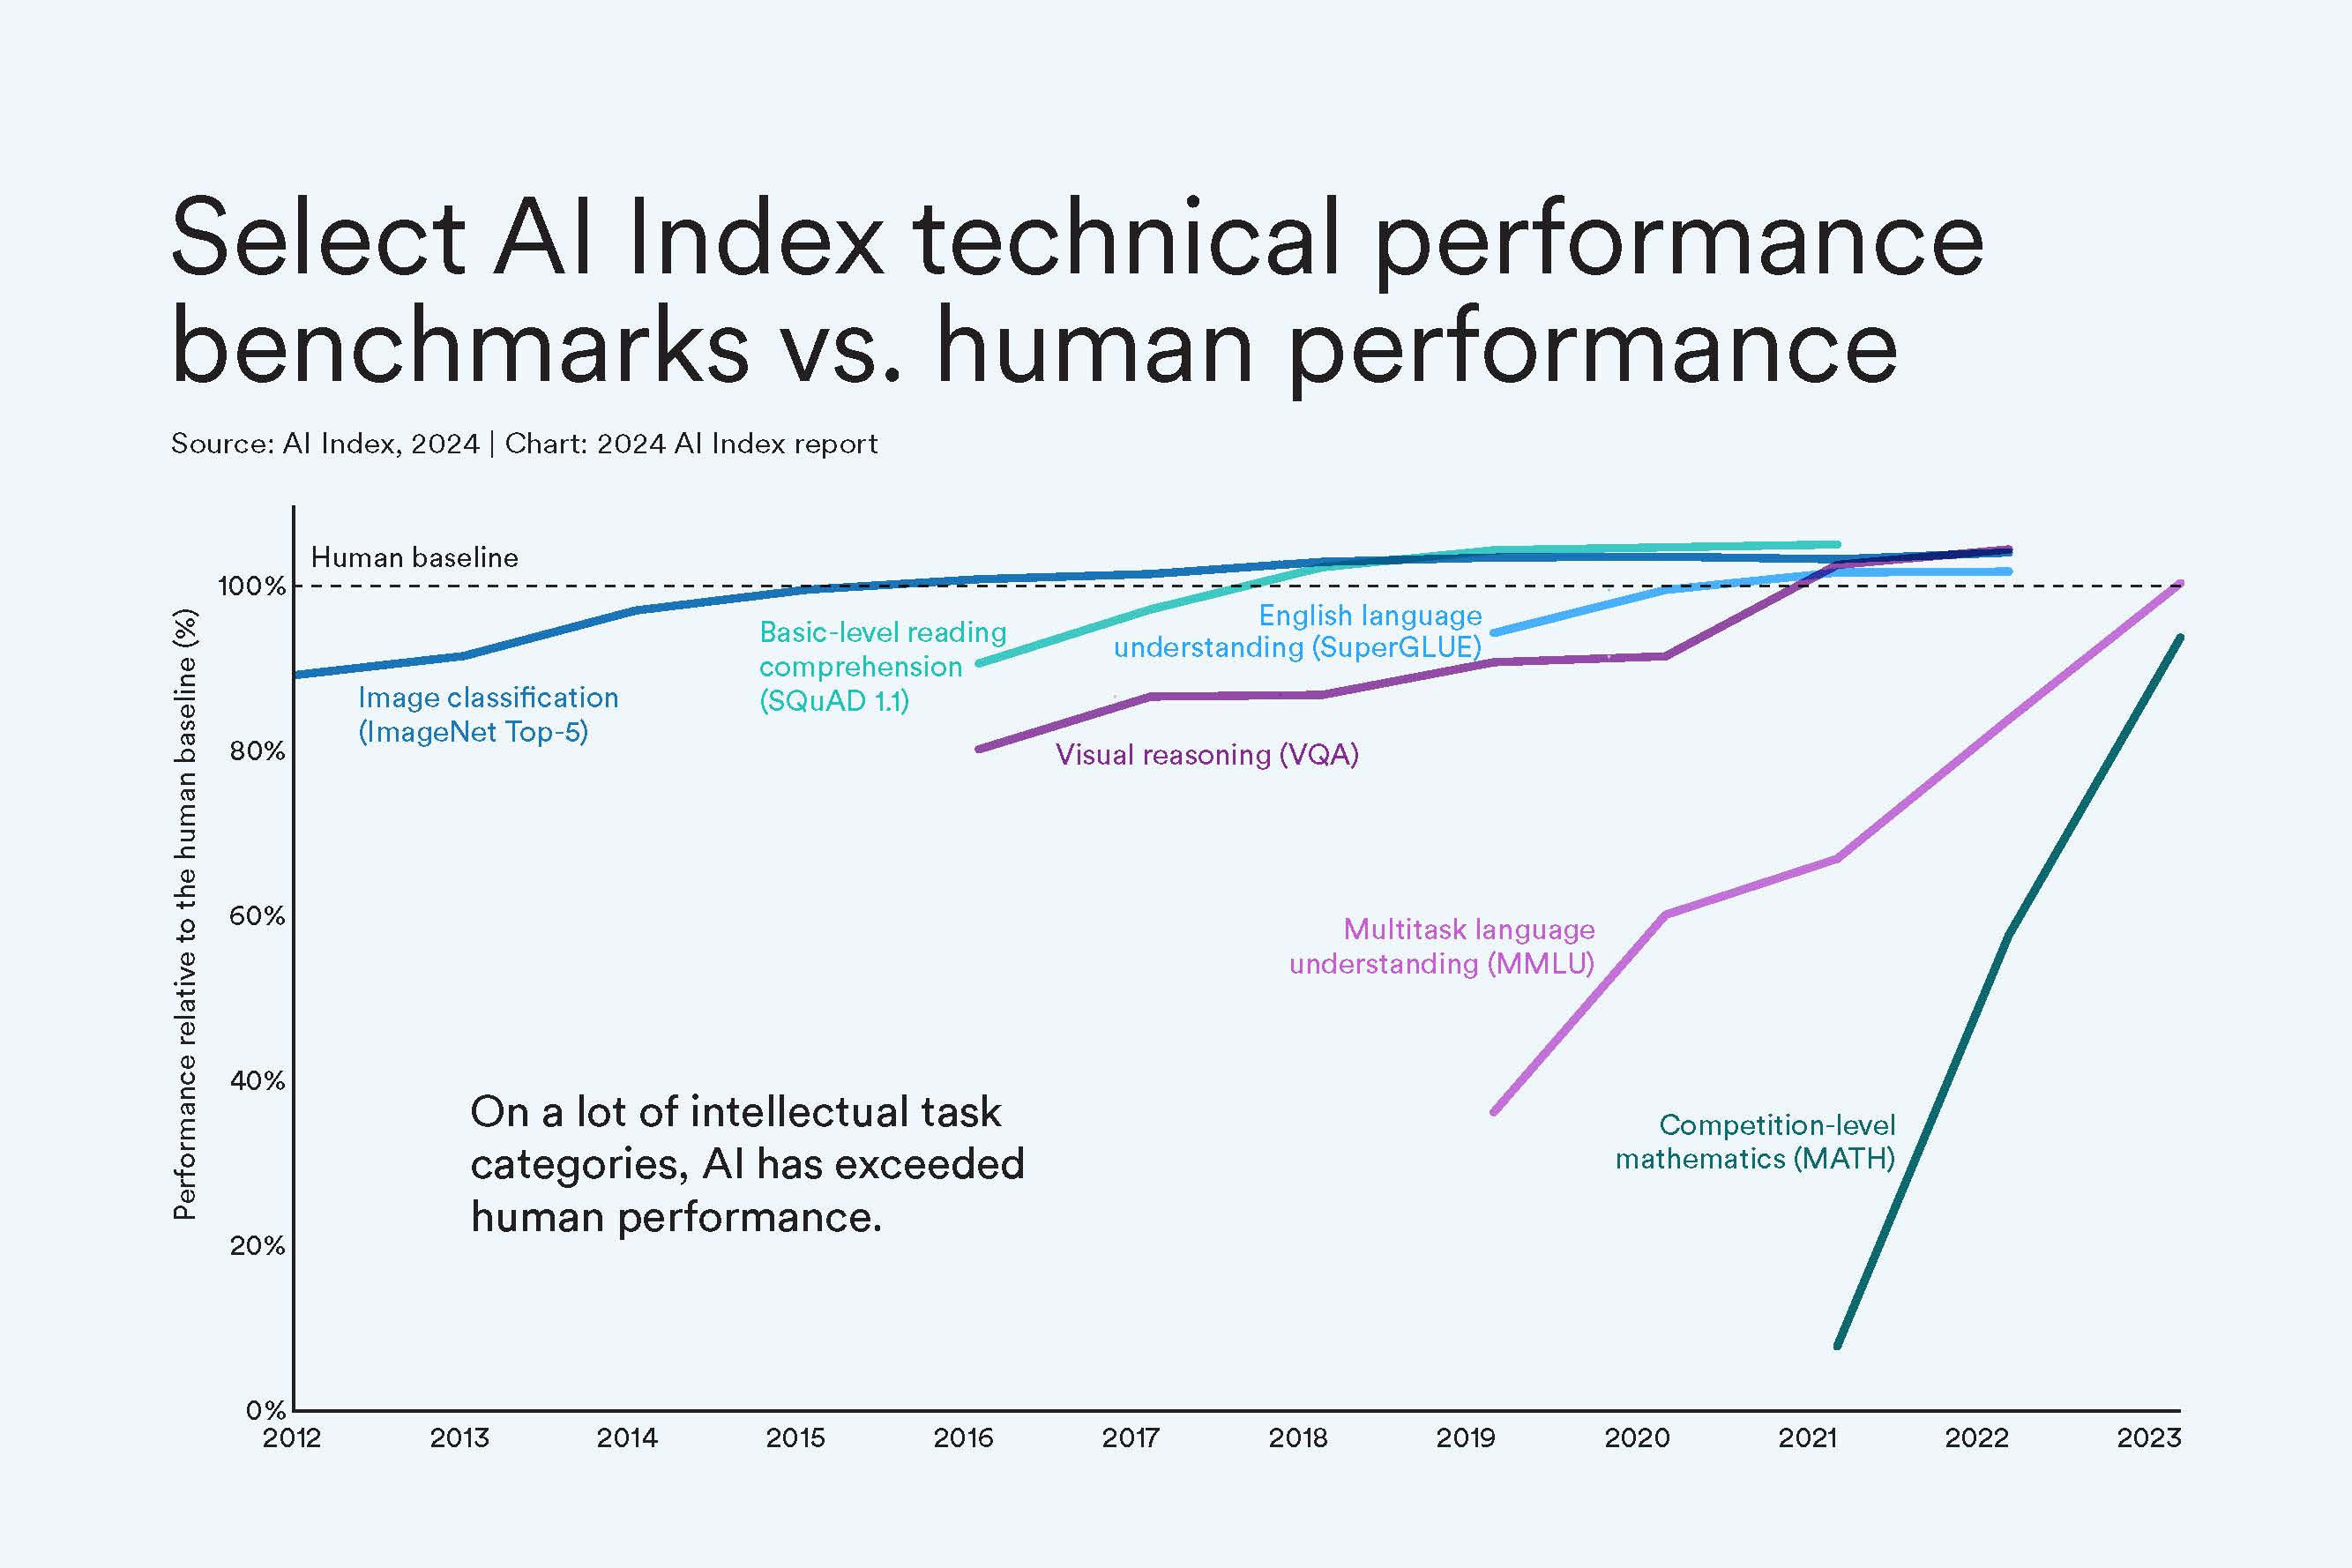 Select AI Index technical performance
benchmarks vs. human performance
Source: AI Index, 2024 | Chart: 2024 AI Index report
Performance relative to the human baseline (%)
Human baseline
100%
80%
60%
40%
20%
0%
Image classification
(ImageNet Top-5)
Basic-level reading
comprehension
(SQuAD 1.1)
English language
understanding (SuperGLUE)
Visual reasoning (VQA)
Multitask language
understanding (MMLU)
Competition-level
mathematics (MATH)
On a lot of intellectual task
categories, AI has exceeded
human performance.
2012 2013 2014 2015 2016 2017 2018 2019 2020 2021 2022 2023